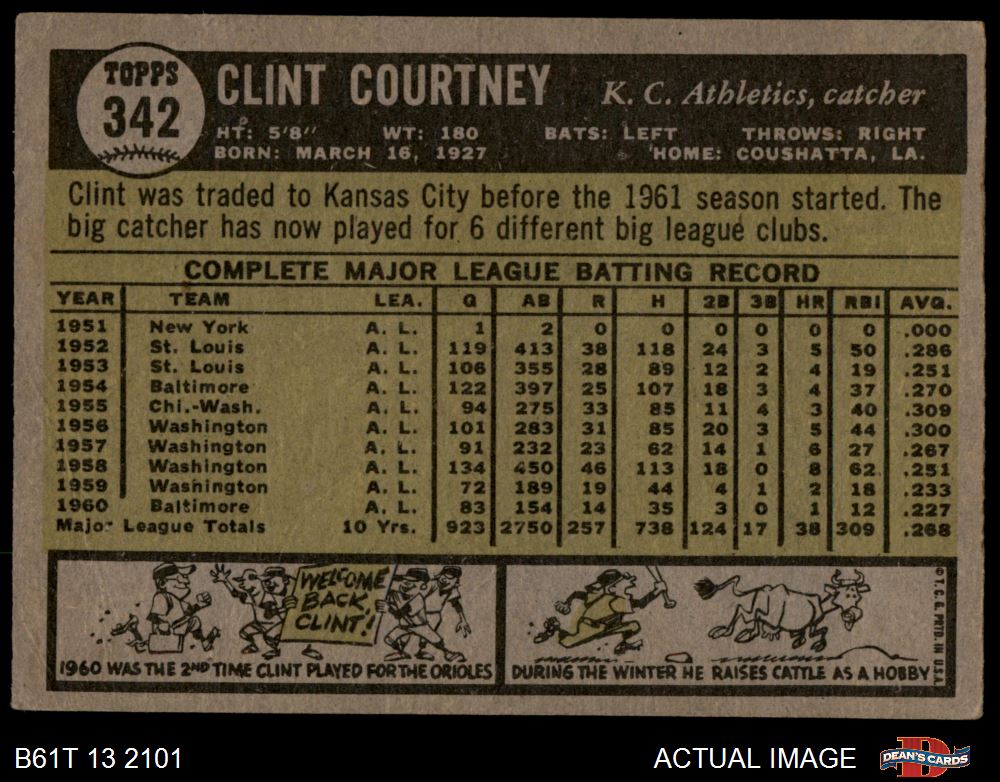 TOPPS
342
CLINT COURTNEY K. C. Athletics, catcher
HT: 5'8" WT: 180 BATS: LEFT THROWS: RIGHT
BORN: MARCH 16, 1927 HOME: COUSHATTA, LA.
Clint was traded to Kansas City before the 1961 season started. The
big catcher has now played for 6 different big league clubs.
COMPLETE MAJOR LEAGUE BATTING RECORD
YEAR TEAM LEA. G AB R H 2B 3B HR RBI AVG.
1951 New York A. L. 1 2 0 0 0 0 0 0 .000
1952 St. Louis A. L. 119 413 38 118 24 3 5 50 .286
1953 St. Louis A. L. 106 355 28 89 12 2 4 19 .251
1954 Baltimore A. L. 122 397 25 107 18 3 4 37 .270
1955 Chi.-Wash. A. L. 94 275 33 85 11 4 3 40 .309
1956 Washington A. L. 101 283 31 85 20 3 5 44 .300
1957 Washington A. L. 91 232 23 62 14 1 6 27 .267
1958 Washington A. L. 134 450 46 113 18 0 8 62 .251
1959 Washington A. L. 72 189 19 44 4 1 2 18 .233
1960 Baltimore A. L. 83 154 14 35 3 0 1 12 .227
Major League Totals 10 Yrs. 923 2750 257 738 124 17 38 309 .268
WELCOME
BACK,
CLINT!
1960 WAS THE 2ND TIME CLINT PLAYED FOR THE ORIOLES
DURING THE WINTER HE RAISES CATTLE AS A HOBBY
© T. C. G. PRTD. IN U.S.A.
B61T 13 2101 ACTUAL IMAGE DEAN'S CARDS